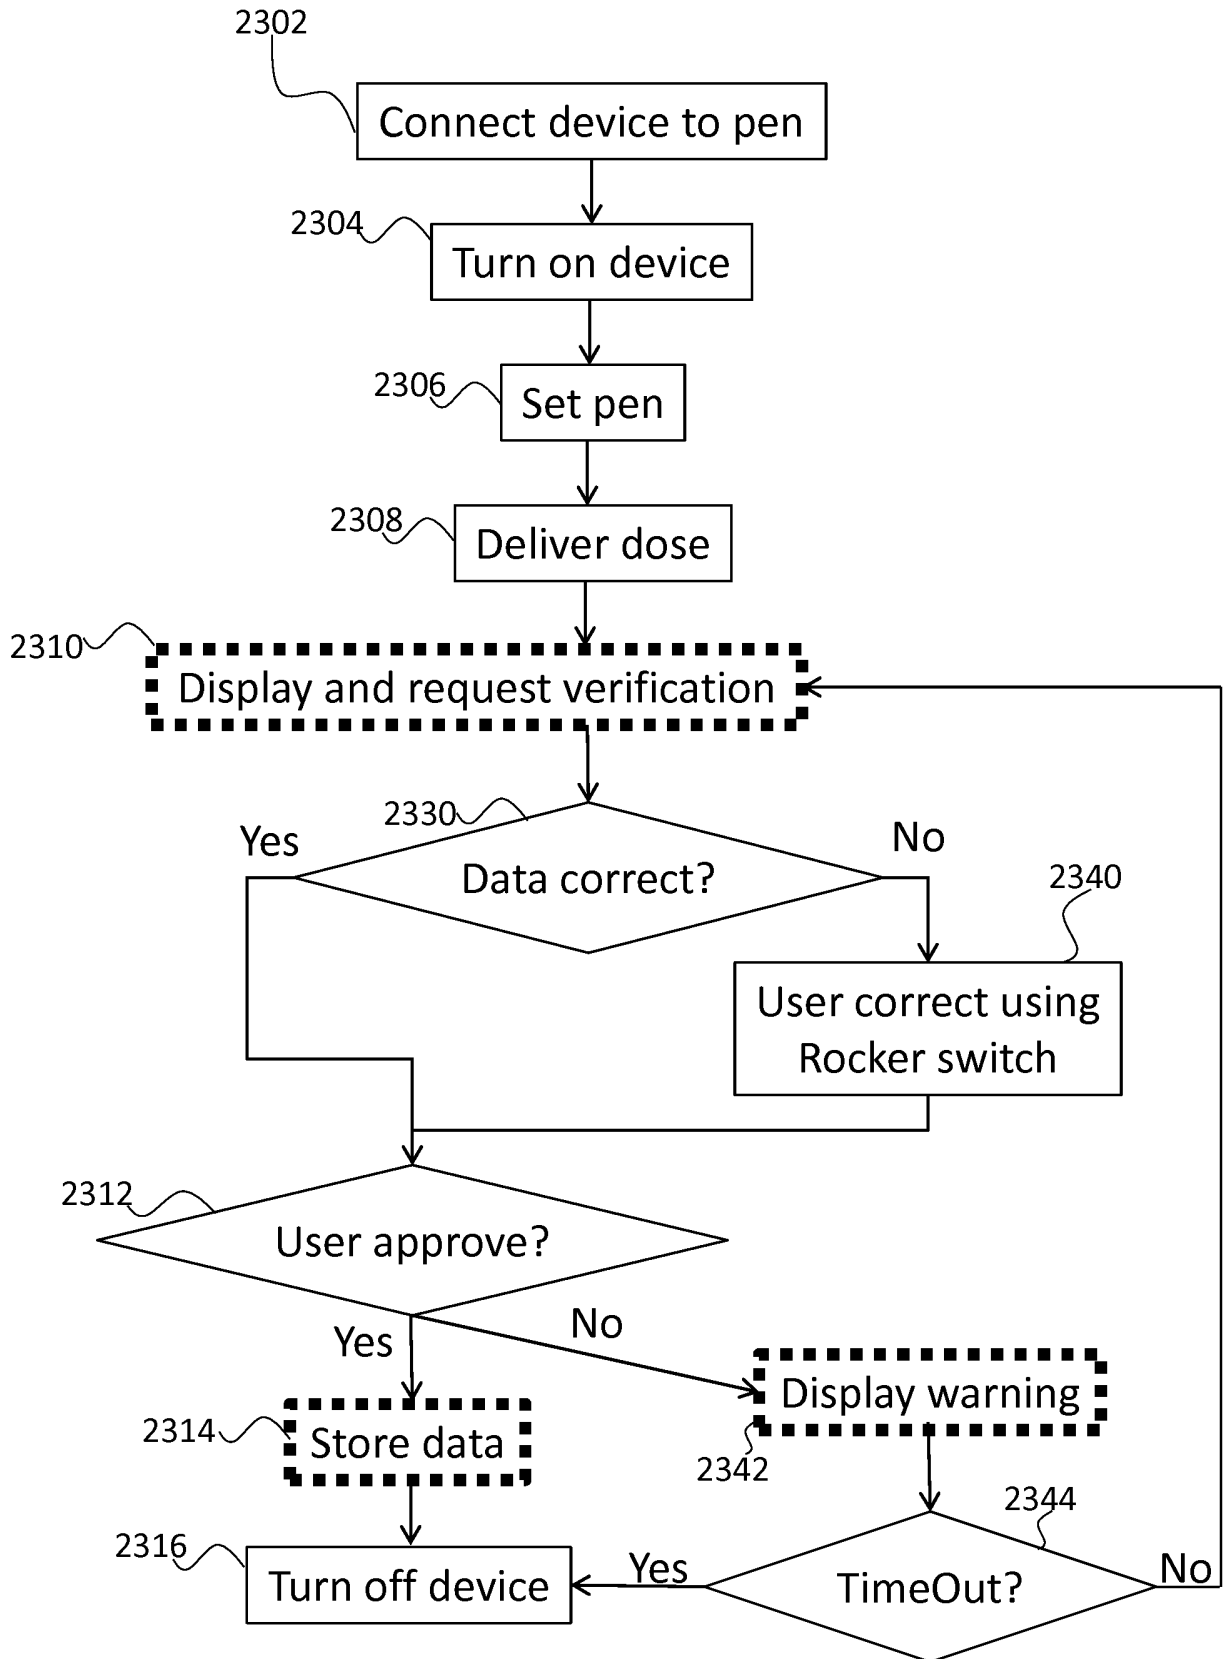 2302
Connect device to pen
2304
Turn on device
2306
Set pen
2308
Deliver dose
2310
Display and request verification
2330
Yes
No
Data correct?
2340
User correct using
Rocker switch
2312
User approve?
No
Yes
Display warning
2314
Store data
2342
2344
2316
Turn off device
Yes
TimeOut?
No